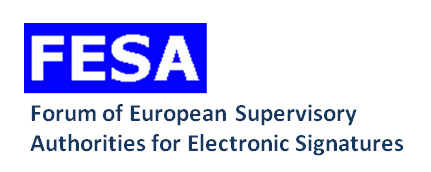 FESA
Forum of European Supervisory
Authorities for Electronic Signatures